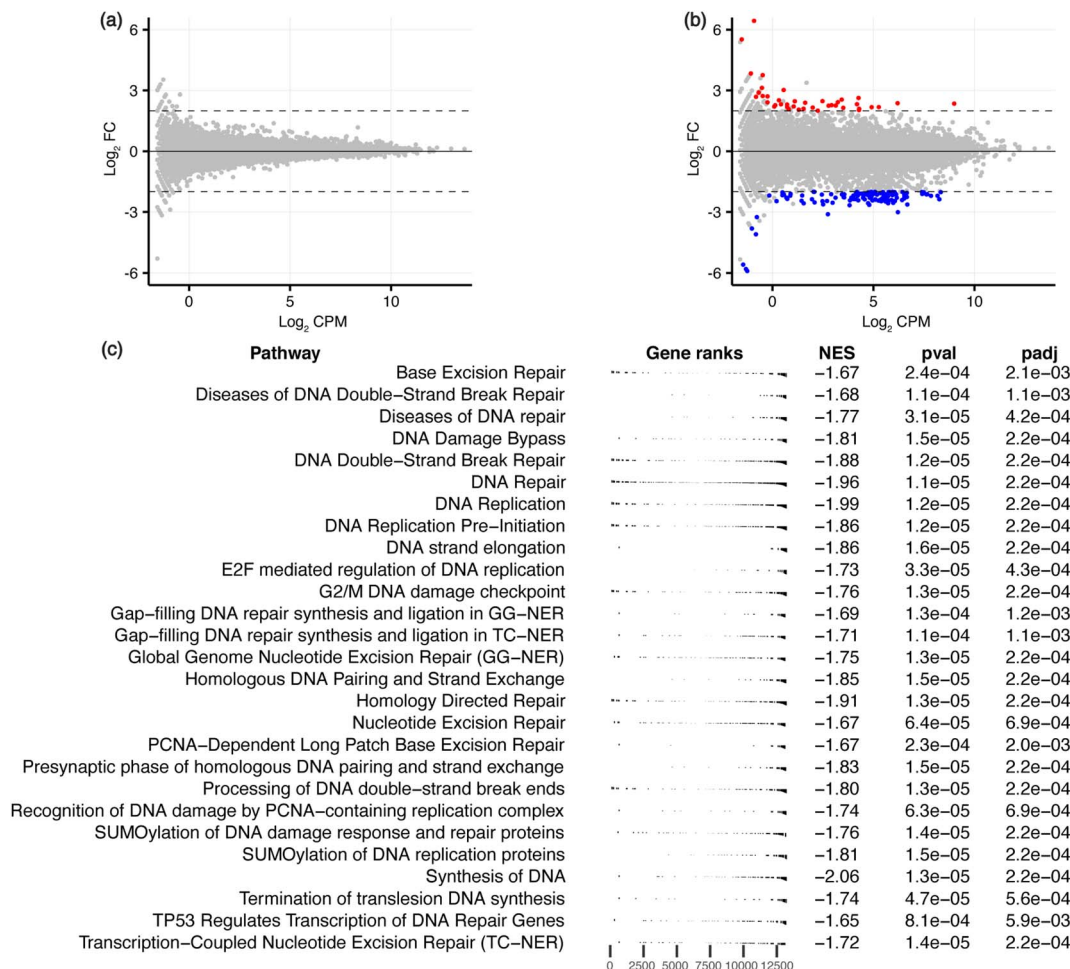 (a)
(b)
6
3
0
-3
-6
Log2 FC
0 5 10
Log2 CPM
6
3
0
-3
-6
Log2 FC
0 5 10
Log2 CPM
(c)
Pathway Gene ranks NES pval padj
Base Excision Repair −1.67 2.4e−04 2.1e−03
Diseases of DNA Double−Strand Break Repair −1.68 1.1e−04 1.1e−03
Diseases of DNA repair −1.77 3.1e−05 4.2e−04
DNA Damage Bypass −1.81 1.5e−05 2.2e−04
DNA Double−Strand Break Repair −1.88 1.2e−05 2.2e−04
DNA Repair −1.96 1.1e−05 2.2e−04
DNA Replication −1.99 1.2e−05 2.2e−04
DNA Replication Pre−Initiation −1.86 1.2e−05 2.2e−04
DNA strand elongation −1.86 1.6e−05 2.2e−04
E2F mediated regulation of DNA replication −1.73 3.3e−05 4.3e−04
G2/M DNA damage checkpoint −1.76 1.3e−05 2.2e−04
Gap−filling DNA repair synthesis and ligation in GG−NER −1.69 1.3e−04 1.2e−03
Gap−filling DNA repair synthesis and ligation in TC−NER −1.71 1.1e−04 1.1e−03
Global Genome Nucleotide Excision Repair (GG−NER) −1.75 1.3e−05 2.2e−04
Homologous DNA Pairing and Strand Exchange −1.85 1.5e−05 2.2e−04
Homology Directed Repair −1.91 1.3e−05 2.2e−04
Nucleotide Excision Repair −1.67 6.4e−05 6.9e−04
PCNA−Dependent Long Patch Base Excision Repair −1.67 2.3e−04 2.0e−03
Presynaptic phase of homologous DNA pairing and strand exchange −1.83 1.5e−05 2.2e−04
Processing of DNA double−strand break ends −1.80 1.3e−05 2.2e−04
Recognition of DNA damage by PCNA−containing replication complex −1.74 6.3e−05 6.9e−04
SUMOylation of DNA damage response and repair proteins −1.76 1.4e−05 2.2e−04
SUMOylation of DNA replication proteins −1.81 1.5e−05 2.2e−04
Synthesis of DNA −2.06 1.3e−05 2.2e−04
Termination of translesion DNA synthesis −1.74 4.7e−05 5.6e−04
TP53 Regulates Transcription of DNA Repair Genes −1.65 8.1e−04 5.9e−03
Transcription−Coupled Nucleotide Excision Repair (TC−NER) −1.72 1.4e−05 2.2e−04
0 2500 5000 7500 10000 12500